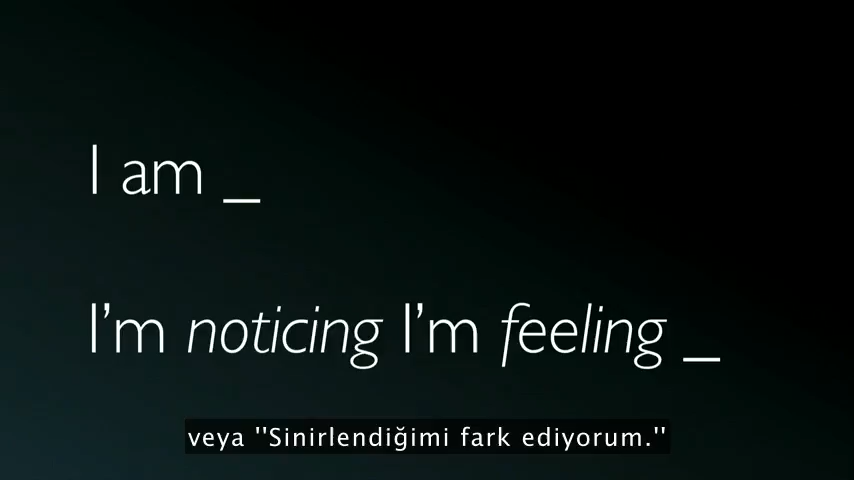 I am _
I'm noticing I'm feeling _
veya "Sinirlendiğimi fark ediyorum."